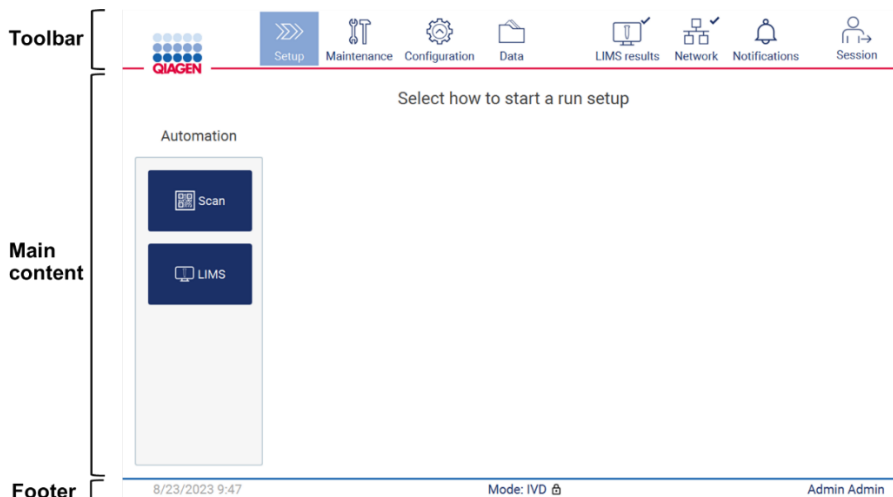 Toolbar
QIAGEN
Setup
Maintenance
Configuration
Data
LIMS results
Network
Notifications
Session
Main
content
Select how to start a run setup
Automation
Scan
LIMS
Footer
8/23/2023 9:47
Mode: IVD
Admin Admin